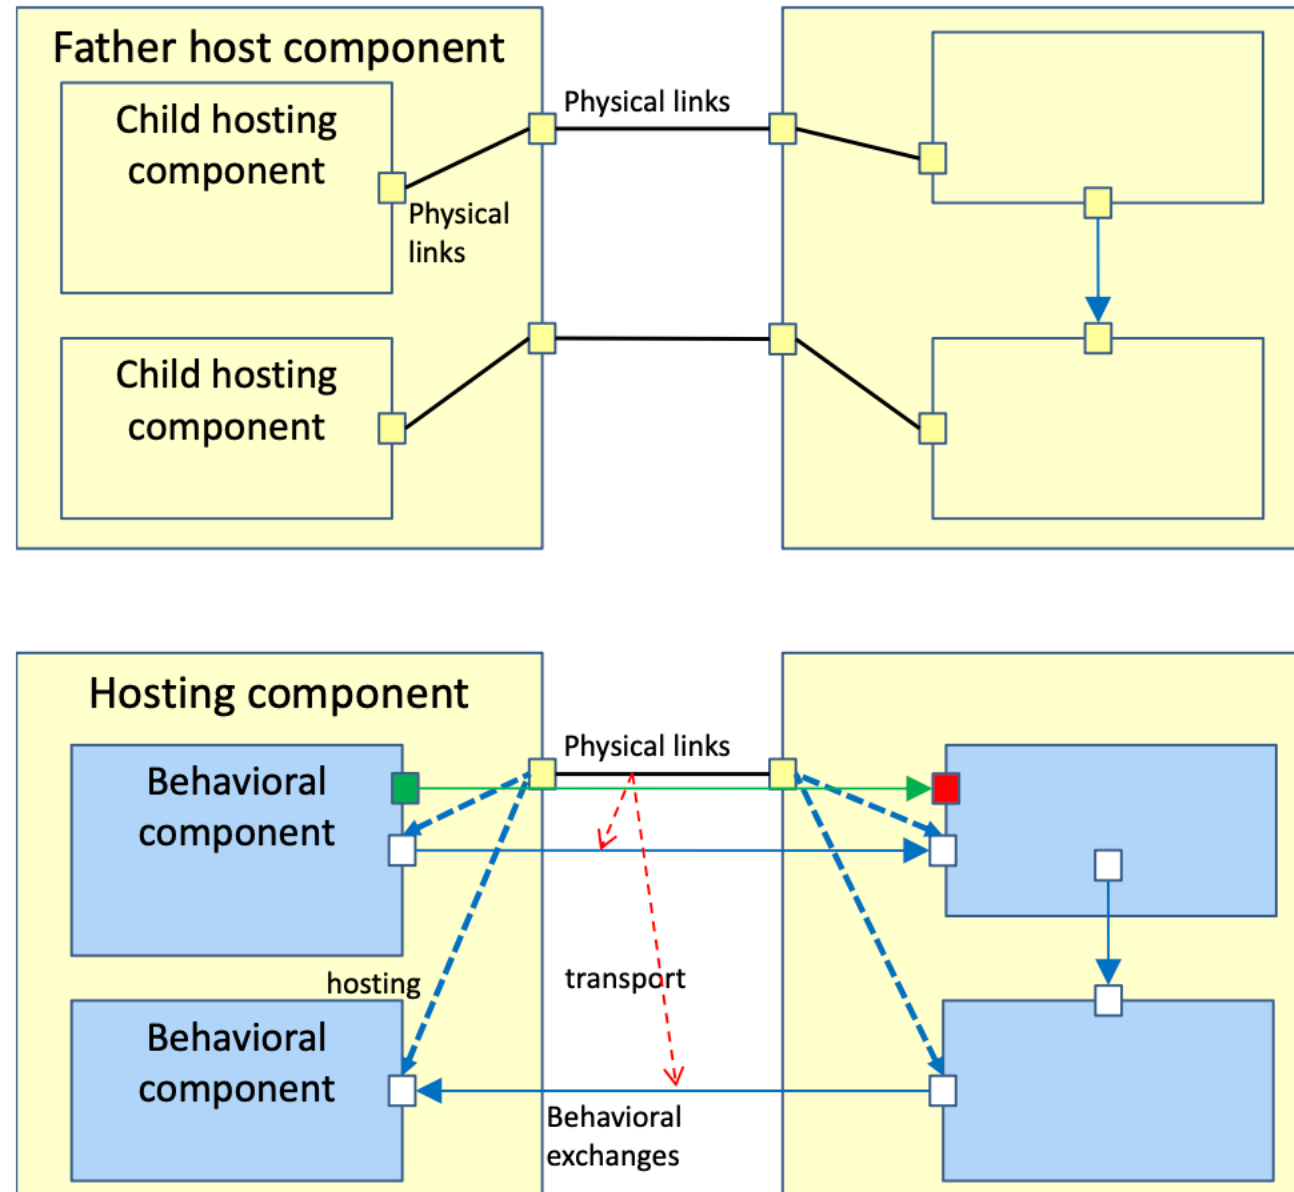 Father host component
Physical links
Child hosting
component
Physical
links
Child hosting
component
Hosting component
Physical links
Behavioral
component
hosting
transport
Behavioral
component
Behavioral
exchanges